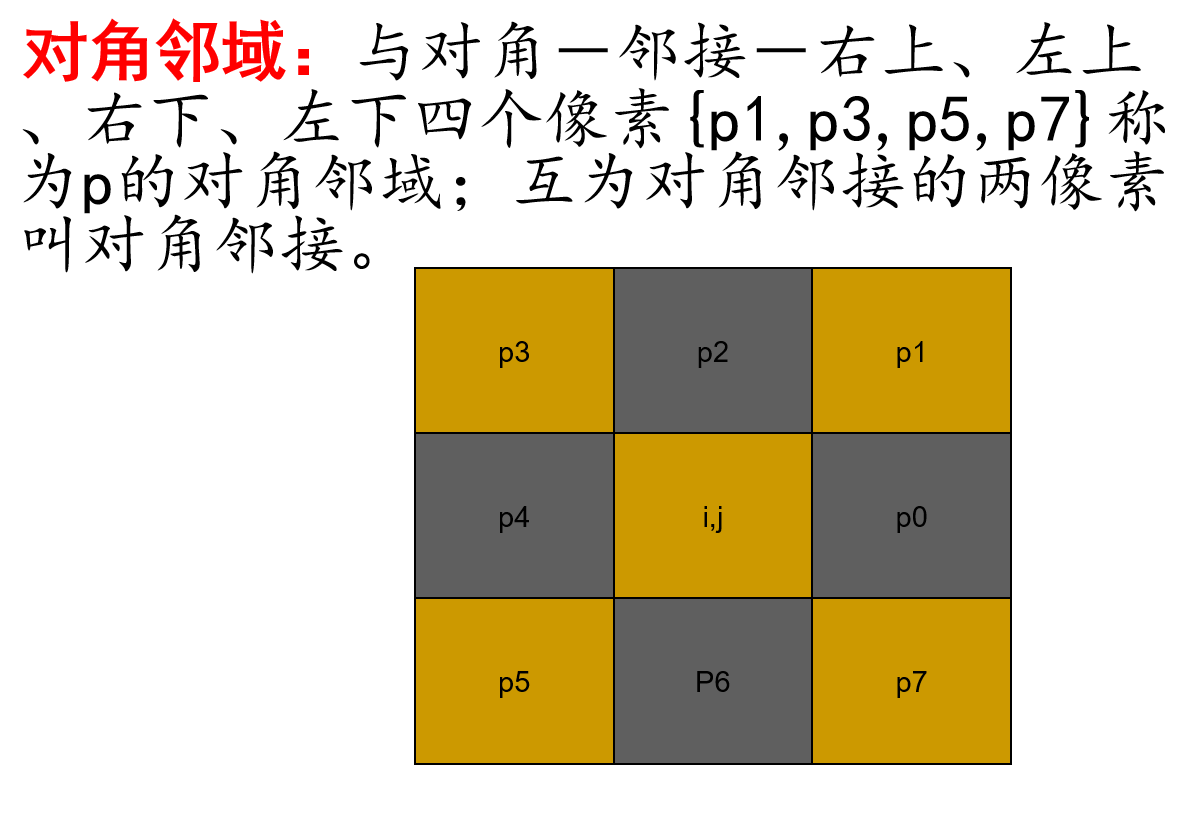 对角邻域：与对角－邻接－右上、左上
、右下、左下四个像素{p1,p3,p5,p7}称
为p的对角邻域；互为对角邻接的两像素
叫对角邻接。
p3 p2 p1
p4 i,j p0
p5 P6 p7